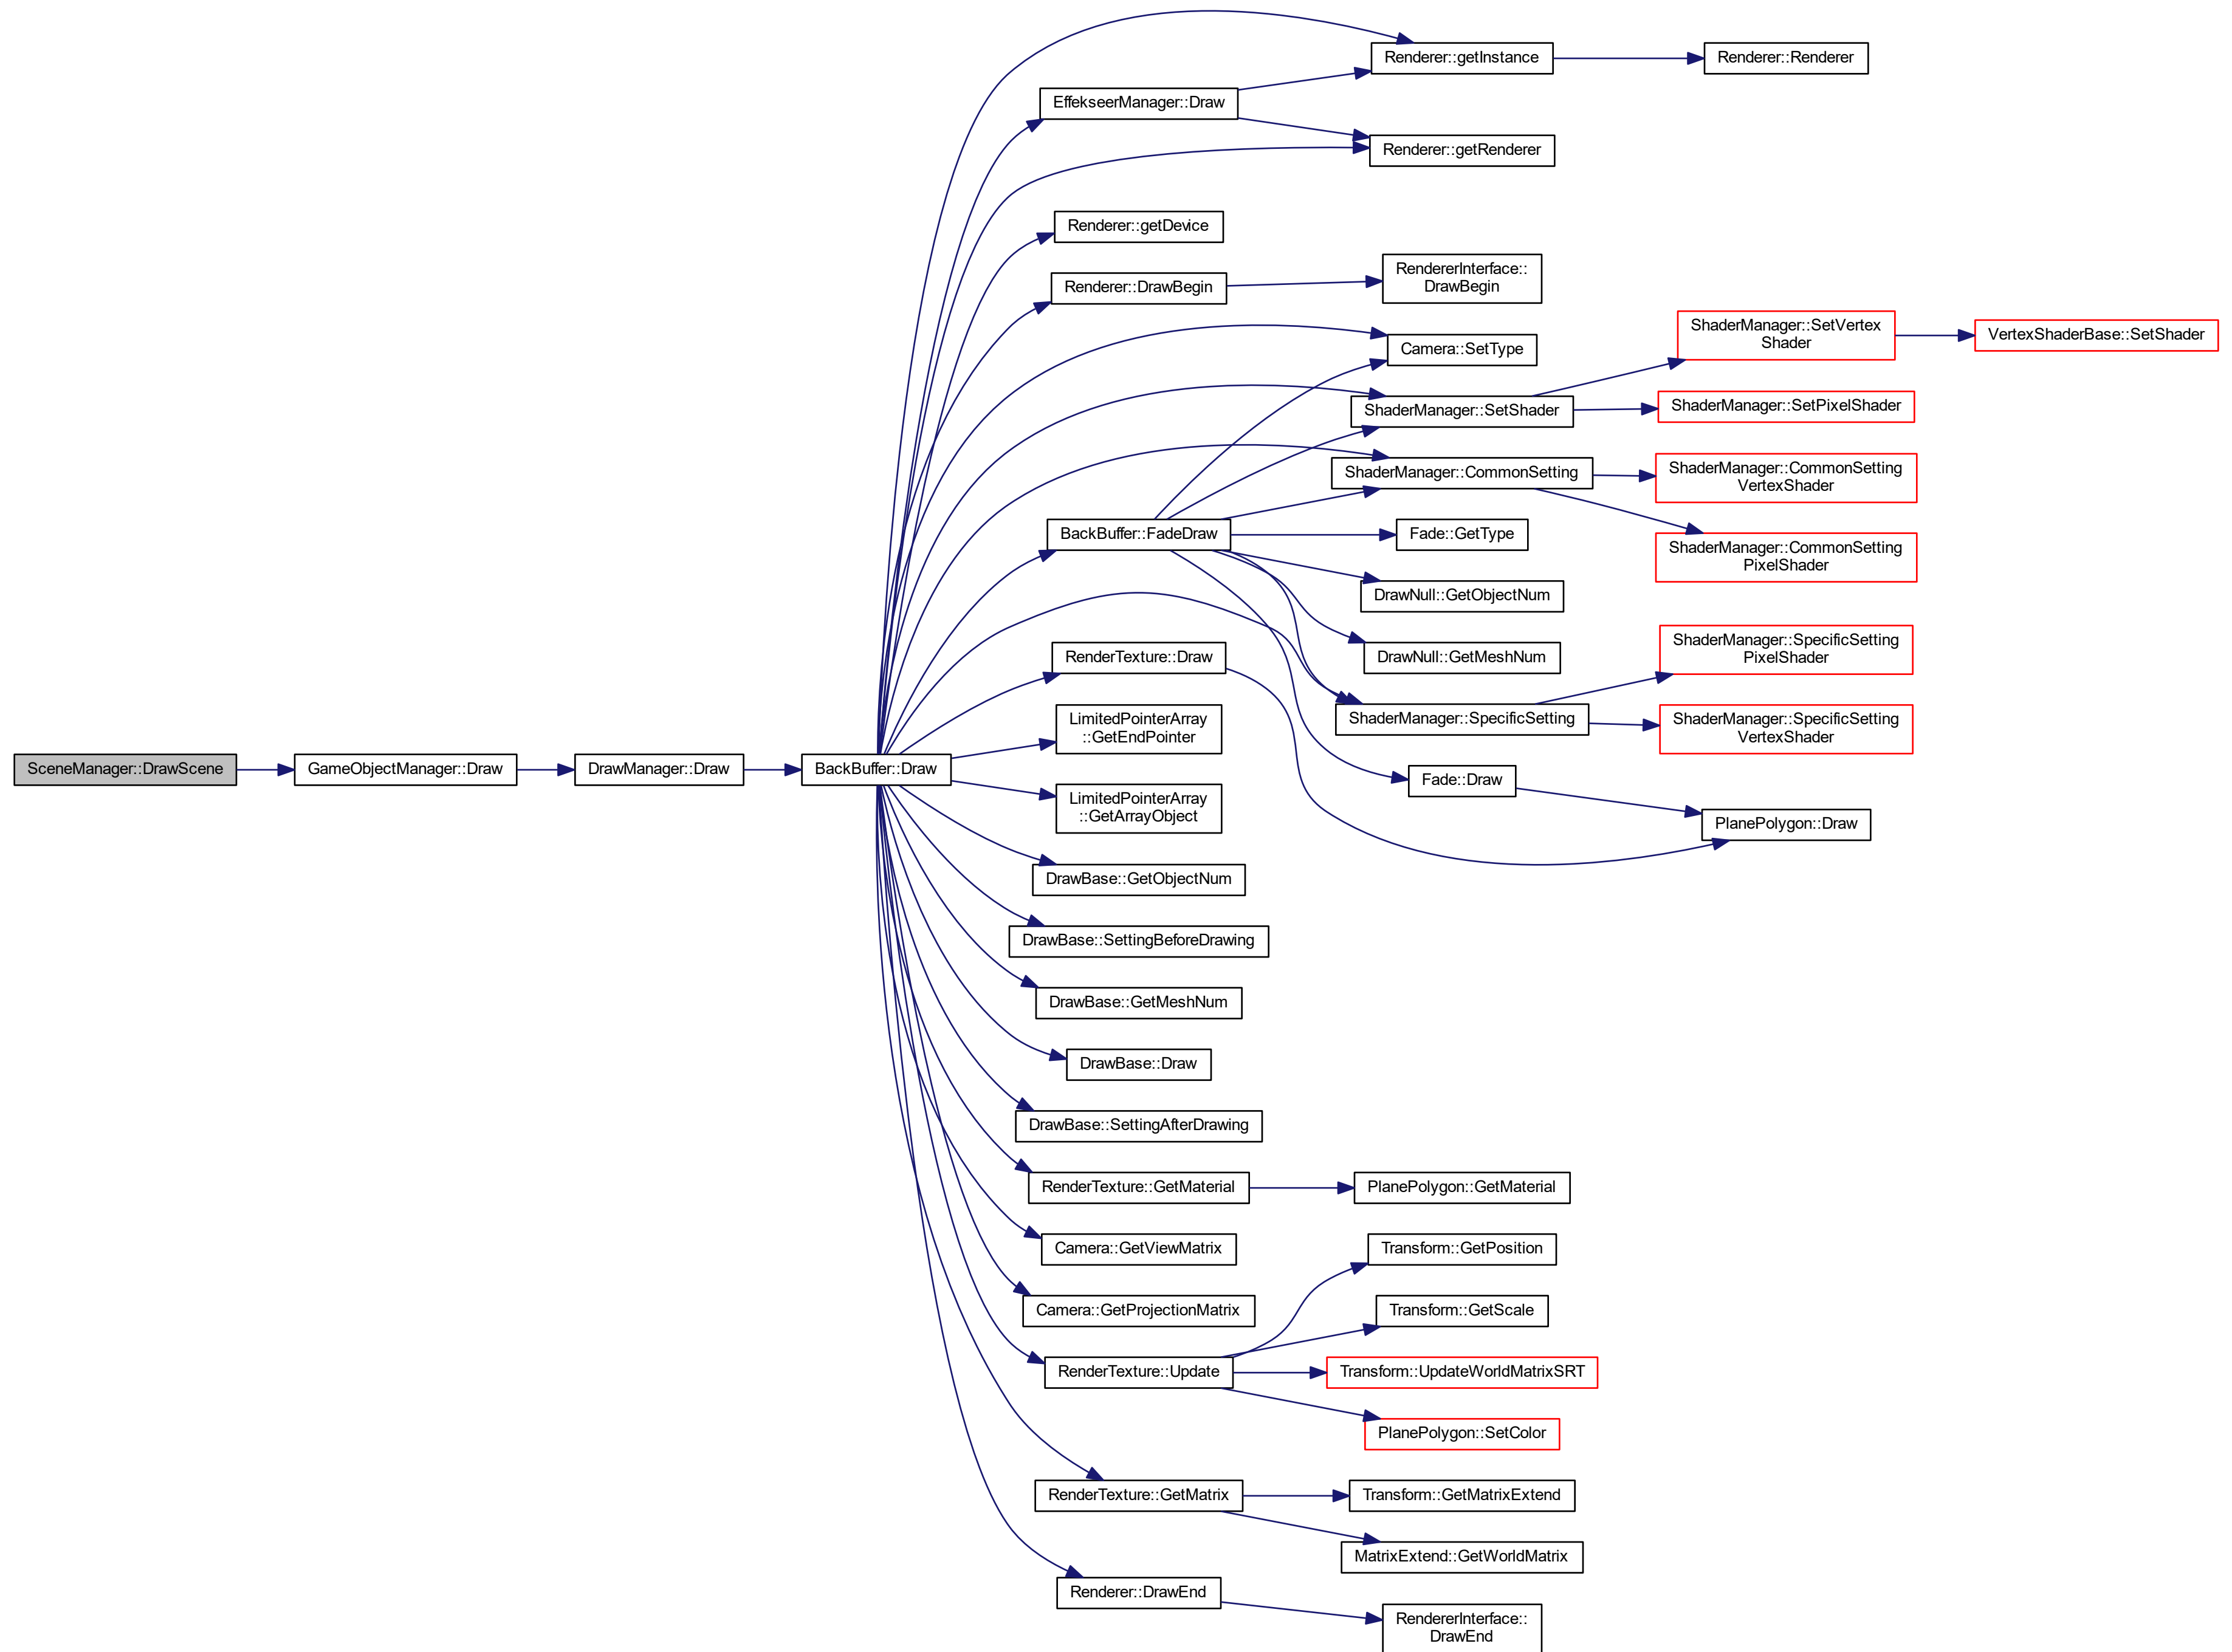 SceneManager::DrawScene
GameObjectManager::Draw
DrawManager::Draw
BackBuffer::Draw
Renderer::getInstance
Renderer::Renderer
EffekseerManager::Draw
Renderer::getRenderer
Renderer::getDevice
Renderer::DrawBegin
RendererInterface::
DrawBegin
Camera::SetType
ShaderManager::SetShader
ShaderManager::SetVertex
Shader
VertexShaderBase::SetShader
ShaderManager::SetPixelShader
ShaderManager::CommonSetting
ShaderManager::CommonSetting
VertexShader
ShaderManager::CommonSetting
PixelShader
BackBuffer::FadeDraw
Fade::GetType
DrawNull::GetObjectNum
DrawNull::GetMeshNum
ShaderManager::SpecificSetting
ShaderManager::SpecificSetting
PixelShader
ShaderManager::SpecificSetting
VertexShader
Fade::Draw
PlanePolygon::Draw
RenderTexture::Draw
LimitedPointerArray
::GetEndPointer
LimitedPointerArray
::GetArrayObject
DrawBase::GetObjectNum
DrawBase::SettingBeforeDrawing
DrawBase::GetMeshNum
DrawBase::Draw
DrawBase::SettingAfterDrawing
RenderTexture::GetMaterial
PlanePolygon::GetMaterial
Camera::GetViewMatrix
Camera::GetProjectionMatrix
RenderTexture::Update
Transform::GetPosition
Transform::GetScale
Transform::UpdateWorldMatrixSRT
PlanePolygon::SetColor
RenderTexture::GetMatrix
Transform::GetMatrixExtend
MatrixExtend::GetWorldMatrix
Renderer::DrawEnd
RendererInterface::
DrawEnd